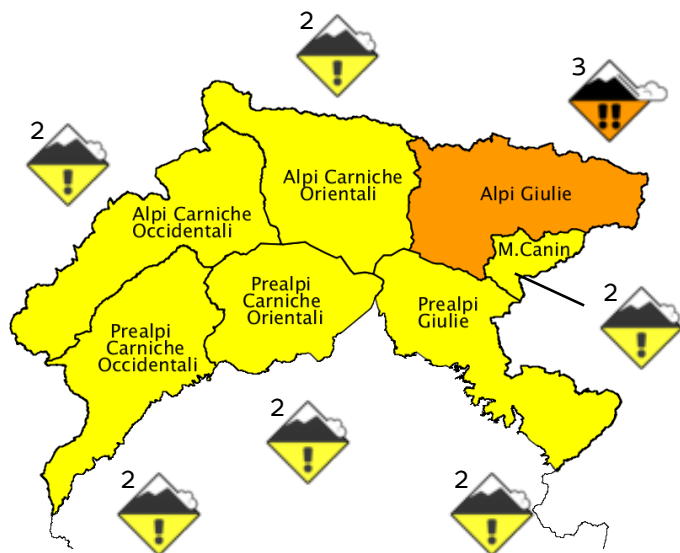 2
3
2
Alpi Carniche
Orientali
Alpi Giulie
Alpi Carniche
Occidentali
M.Canin
Prealpi
Carniche
Orientali
Prealpi
Giulie
2
Prealpi
Carniche
Occidentali
2
2
2